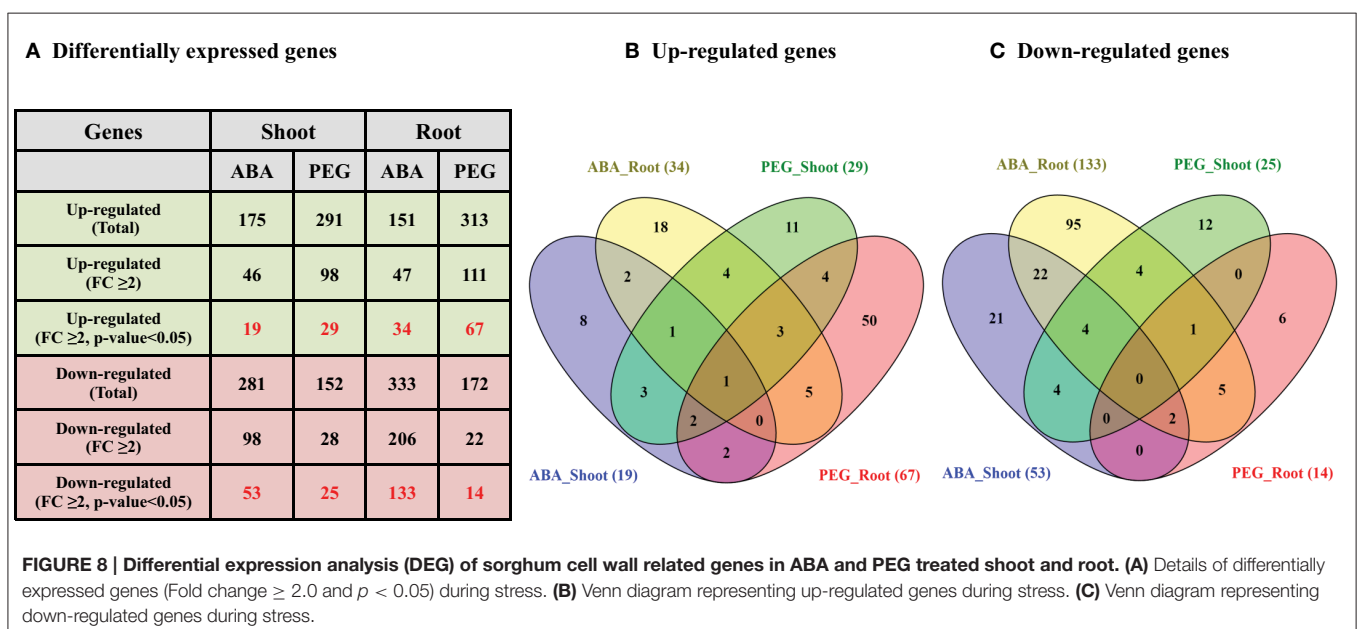 A Differentially expressed genes
B Up-regulated genes
C Down-regulated genes
Genes Shoot Root
ABA PEG ABA PEG
Up-regulated
(Total) 175 291 151 313
Up-regulated
(FC ≥2) 46 98 47 111
Up-regulated
(FC ≥2, p-value<0.05) 19 29 34 67
Down-regulated
(Total) 281 152 333 172
Down-regulated
(FC ≥2) 98 28 206 22
Down-regulated
(FC ≥2, p-value<0.05) 53 25 133 14
ABA_Root (34) PEG_Shoot (29)
18 11
2 4 4
8 50
1 3
1
3 5
2 0
2
ABA_Shoot (19) PEG_Root (67)
ABA_Root (133) PEG_Shoot (25)
95 12
22 4 0
21 6
4 1
0
4 5
0 2
0
ABA_Shoot (53) PEG_Root (14)
FIGURE 8 | Differential expression analysis (DEG) of sorghum cell wall related genes in ABA and PEG treated shoot and root. (A) Details of differentially
expressed genes (Fold change ≥ 2.0 and p < 0.05) during stress. (B) Venn diagram representing up-regulated genes during stress. (C) Venn diagram representing
down-regulated genes during stress.